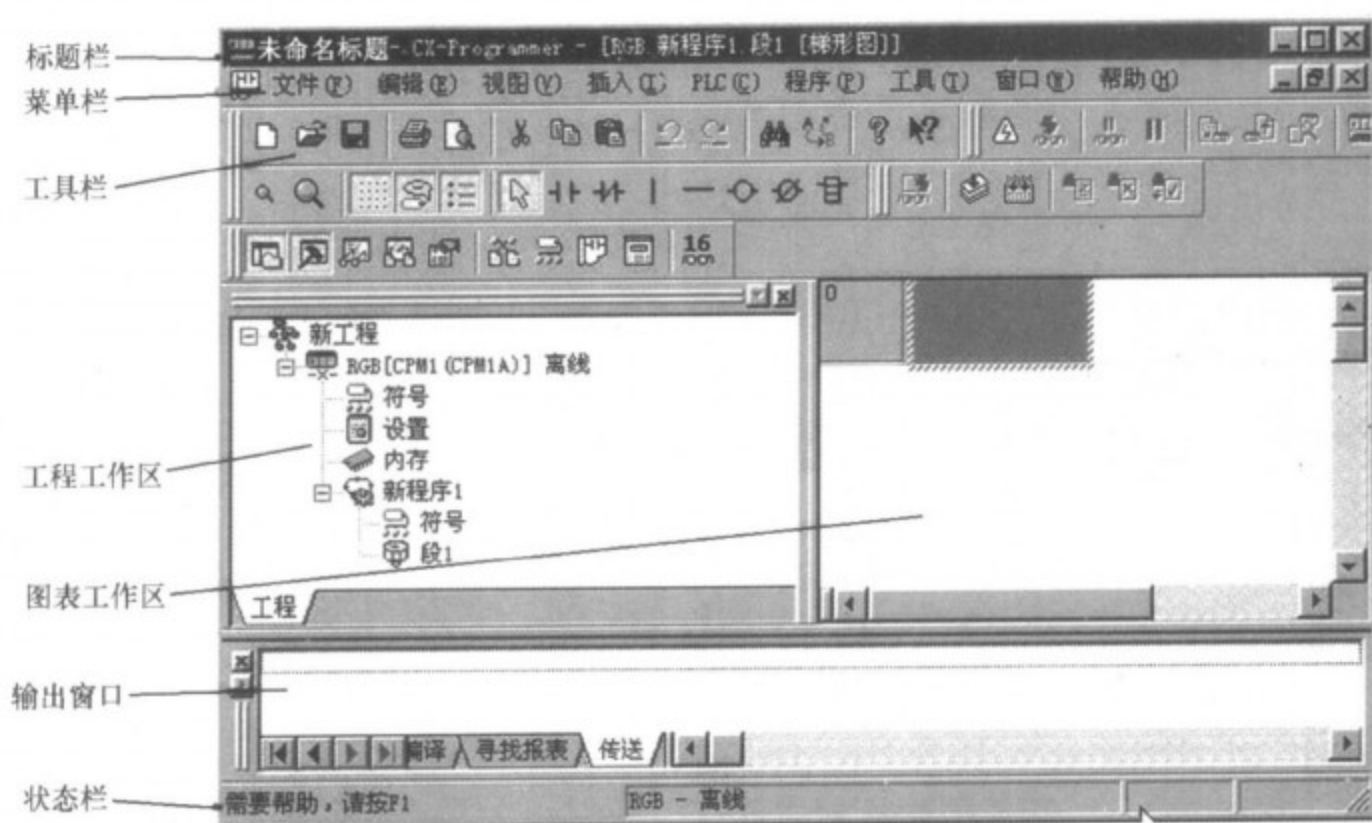 标题栏
未命名标题-.CX-Programmer - [RGB.新程序1.段1 [梯形图]]
菜单栏
文件(F) 编辑(E) 视图(V) 插入(I) PLC(C) 程序(P) 工具(T) 窗口(W) 帮助(H)
工具栏
16
0
新工程
RGB[CPM1(CPM1A)] 离线
符号
设置
内存
工程工作区
新程序1
符号
段1
图表工作区
工程
输出窗口
编译 寻找报表 传送
状态栏
需要帮助，请按F1 RGB - 离线